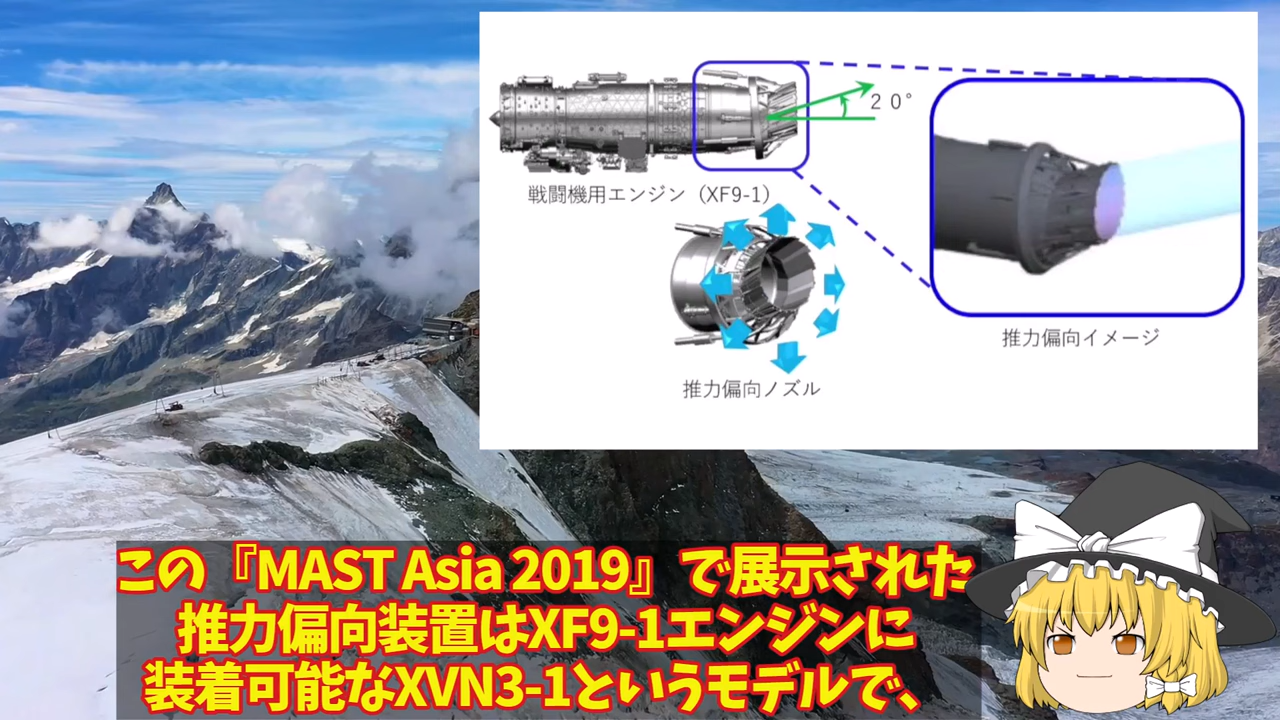 ２０°
戦闘機用エンジン（XF9-1）
推力偏向ノズル
推力偏向イメージ
この『MAST Asia 2019』で展示された
推力偏向装置はXF9-1エンジンに
装着可能なXVN3-1というモデルで、